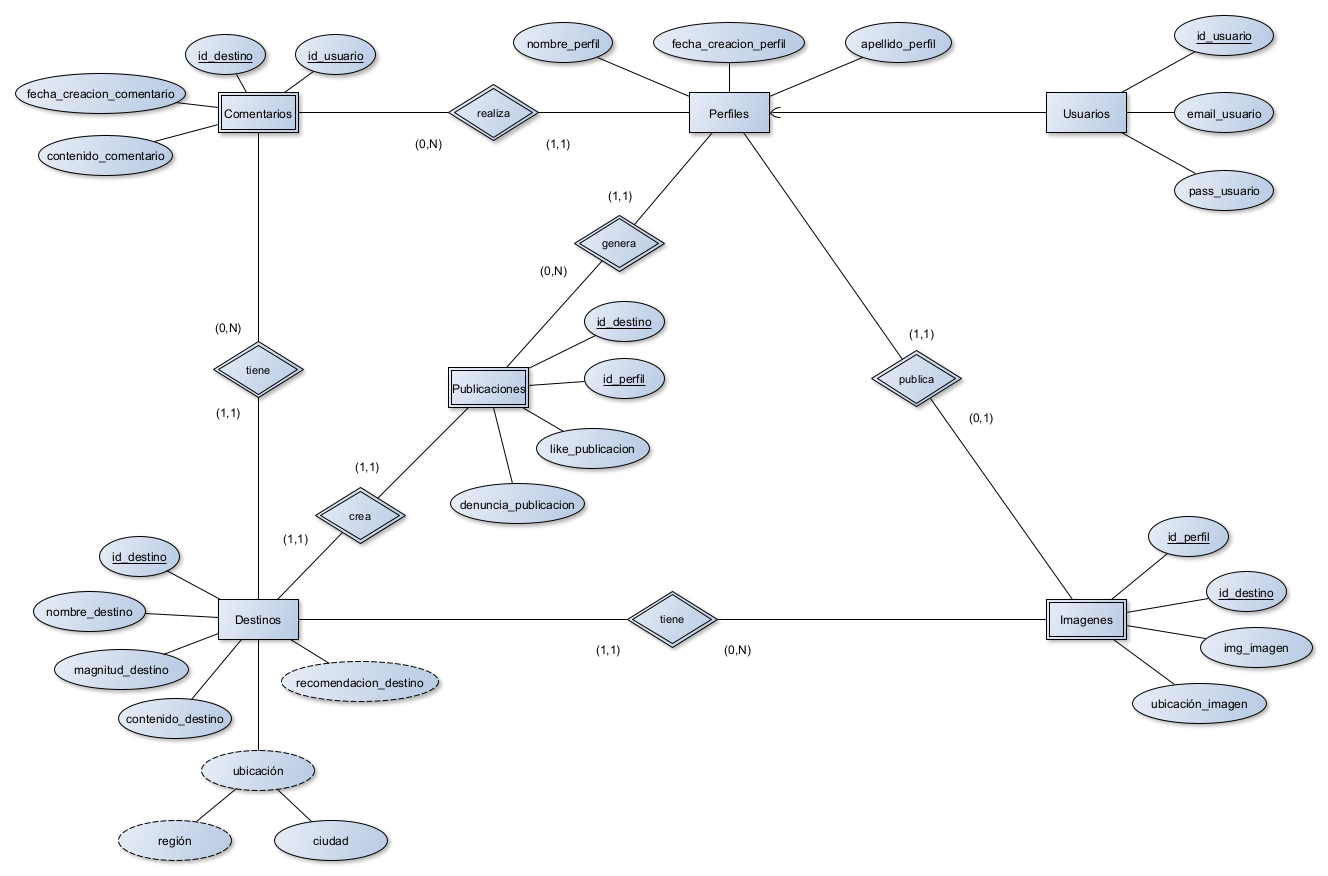 id_destino
id_usuario
fecha_creacion_comentario
Comentarios
contenido_comentario
realiza
(0,N)
(1,1)
nombre_perfil
fecha_creacion_perfil
apellido_perfil
Perfiles
Usuarios
id_usuario
email_usuario
pass_usuario
(1,1)
genera
(0,N)
id_destino
id_perfil
Publicaciones
like_publicacion
denuncia_publicacion
(1,1)
publica
(0,1)
(0,N)
tiene
(1,1)
(1,1)
crea
(1,1)
id_destino
nombre_destino
Destinos
magnitud_destino
recomendacion_destino
contenido_destino
ubicación
región
ciudad
tiene
(1,1)
(0,N)
id_perfil
id_destino
Imagenes
img_imagen
ubicación_imagen